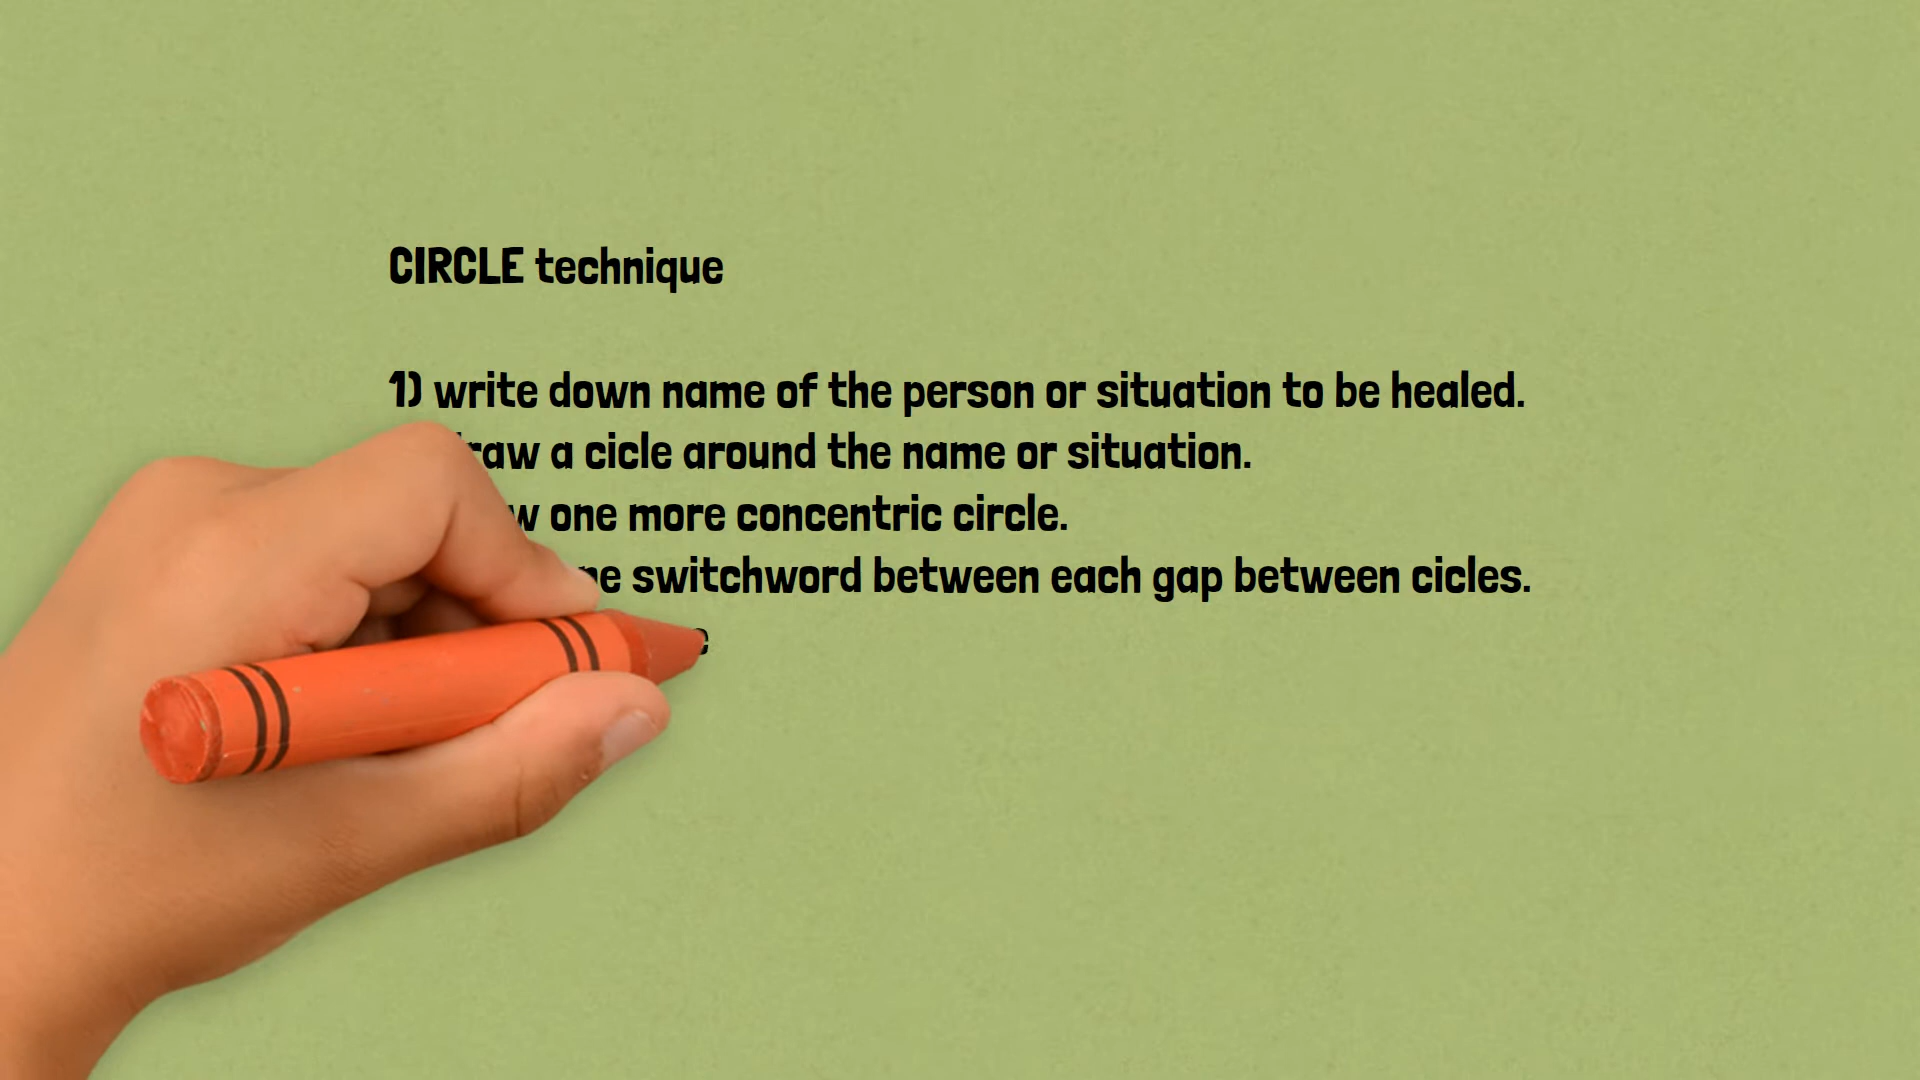 CIRCLE technique
1) write down name of the person or situation to be healed.
a cicle around the name or situation.
one more concentric circle.
switchword between each gap between cicles.